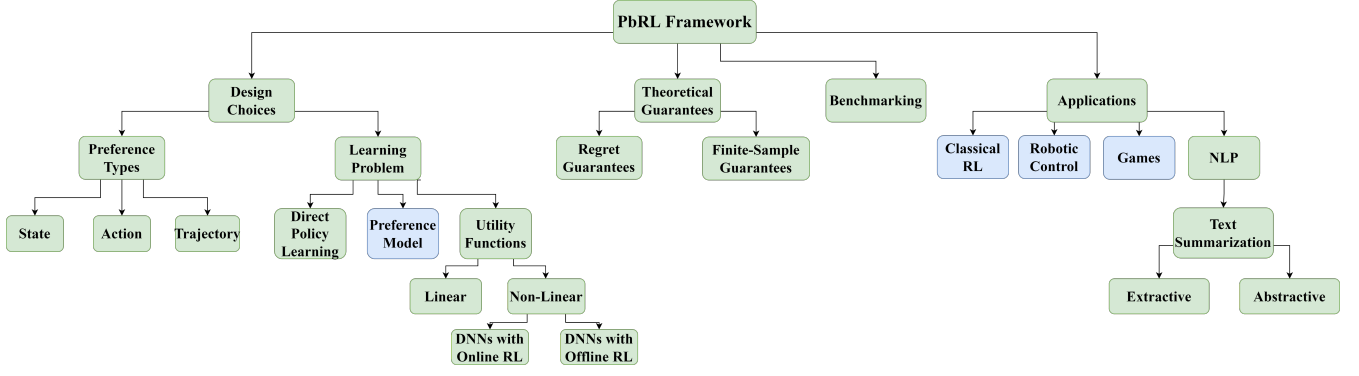 PbRL Framework
Design
Choices
Theoretical
Guarantees
Benchmarking
Applications
Preference
Types
Learning
Problem
Regret
Guarantees
Finite-Sample
Guarantees
Classical
RL
Robotic
Control
Games
NLP
State
Action
Trajectory
Direct
Policy
Learning
Preference
Model
Utility
Functions
Text
Summarization
Linear
Non-Linear
Extractive
Abstractive
DNNs with
Online RL
DNNs with
Offline RL